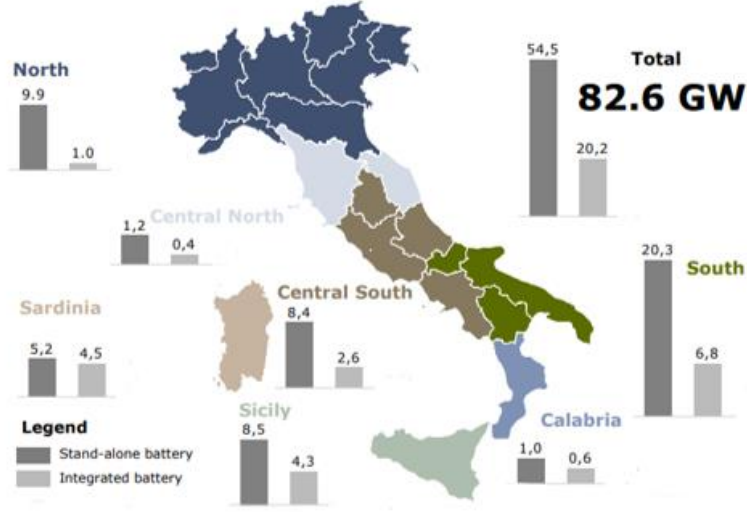 54,5
Total
82.6 GW
20,2
North
9.9
1.0
Central North
1,2
0,4
20,3
South
6,8
Sardinia
5,2
4,5
Central South
8,4
2,6
Sicily
8,5
4,3
Calabria
1,0
0,6
Legend
Stand-alone battery
Integrated battery